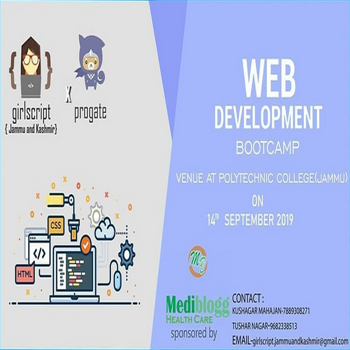 girlscript
{ Jammu and Kashmir}
x
progate
WEB
DEVELOPMENT
BOOTCAMP
VENUE AT POLYTECHNIC COLLEGE(JAMMU)
ON
14th SEPTEMBER 2019
CSS
</>
HTML
Mediblogg
HEALTH CARE
sponsored by
CONTACT :
KUSHAGAR MAHAJAN-7889308271
TUSHAR NAGAR-9682338513
EMAIL-girlscript.jammuandkashmir@gmail.com